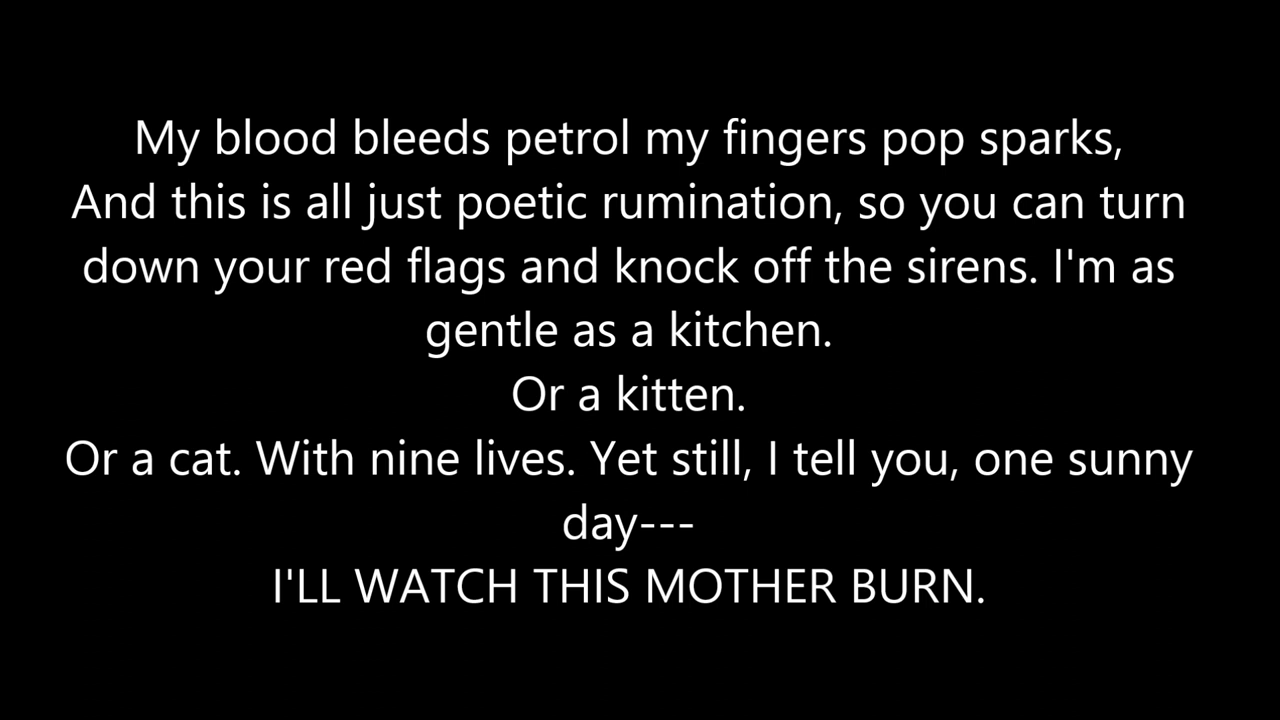 My blood bleeds petrol my fingers pop sparks,
And this is all just poetic rumination, so you can turn
down your red flags and knock off the sirens. I'm as
gentle as a kitchen.
Or a kitten.
Or a cat. With nine lives. Yet still, I tell you, one sunny
day---
I'LL WATCH THIS MOTHER BURN.